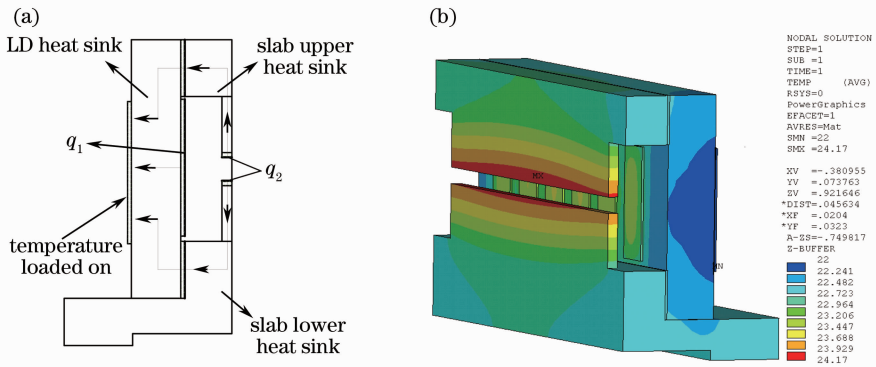 (a)
LD heat sink
slab upper
heat sink
q1
q2
temperature
loaded on
slab lower
heat sink
(b)
MX
MN
NODAL SOLUTION
STEP=1
SUB =1
TIME=1
TEMP (AVG)
RSYS=0
PowerGraphics
EFACET=1
AVRES=Mat
SMN =22
SMX =24.17
XV =-.380955
YV =.073763
ZV =.921646
*DIST=.045634
*XF =.0204
*YF =.0323
A-ZS=-.749817
Z-BUFFER
22
22.241
22.482
22.723
22.964
23.206
23.447
23.688
23.929
24.17